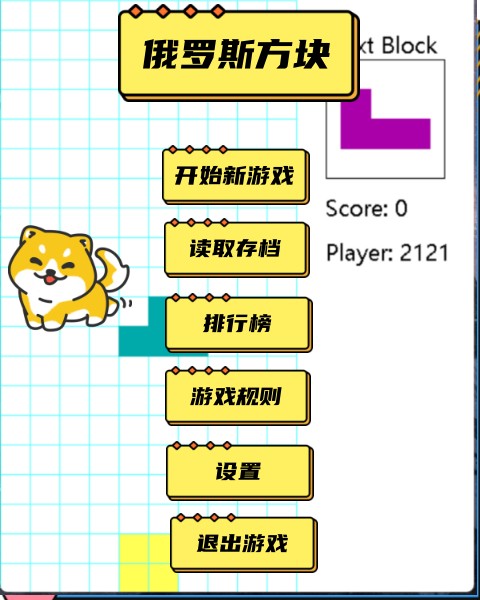 俄罗斯方块
xt Block
开始新游戏
Score: 0
读取存档
Player: 2121
排行榜
游戏规则
设置
退出游戏